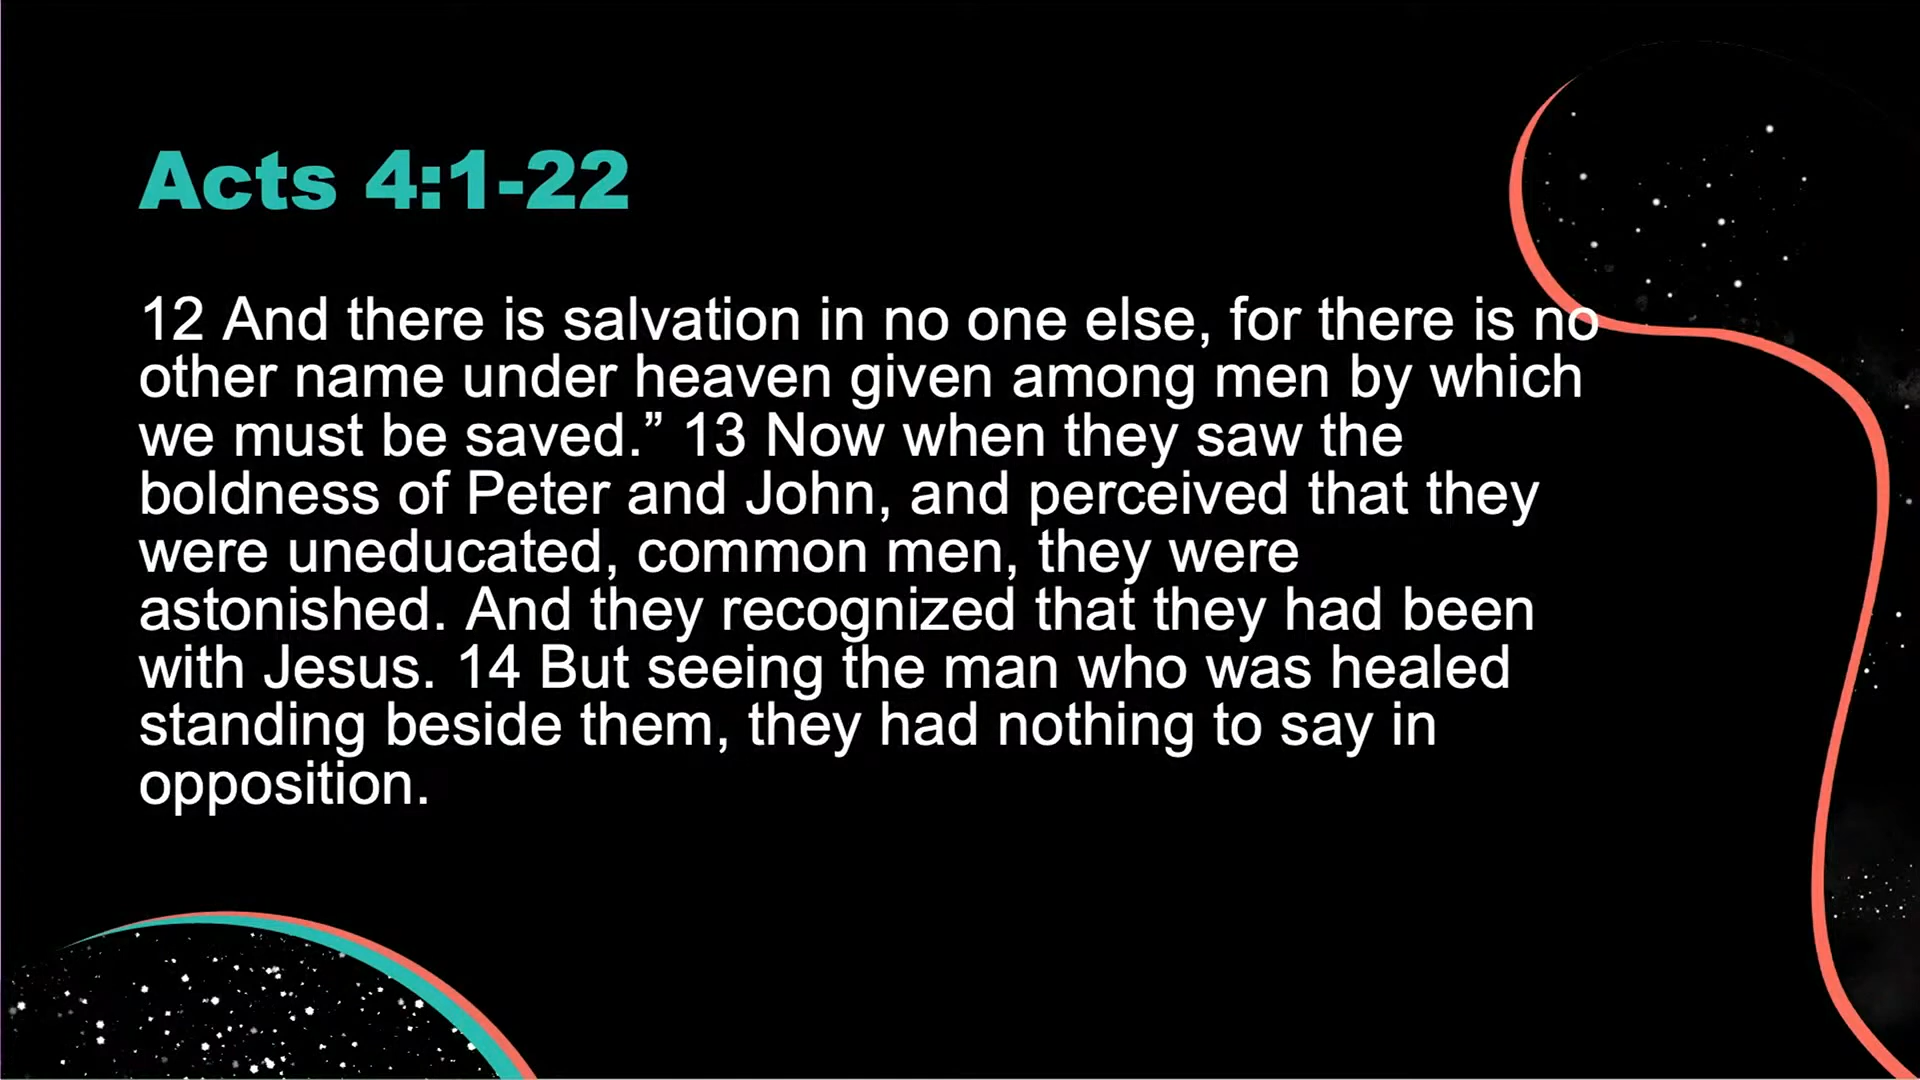 Acts 4:1-22
12 And there is salvation in no one else, for there is no
other name under heaven given among men by which
we must be saved.” 13 Now when they saw the
boldness of Peter and John, and perceived that they
were uneducated, common men, they were
astonished. And they recognized that they had been
with Jesus. 14 But seeing the man who was healed
standing beside them, they had nothing to say in
opposition.